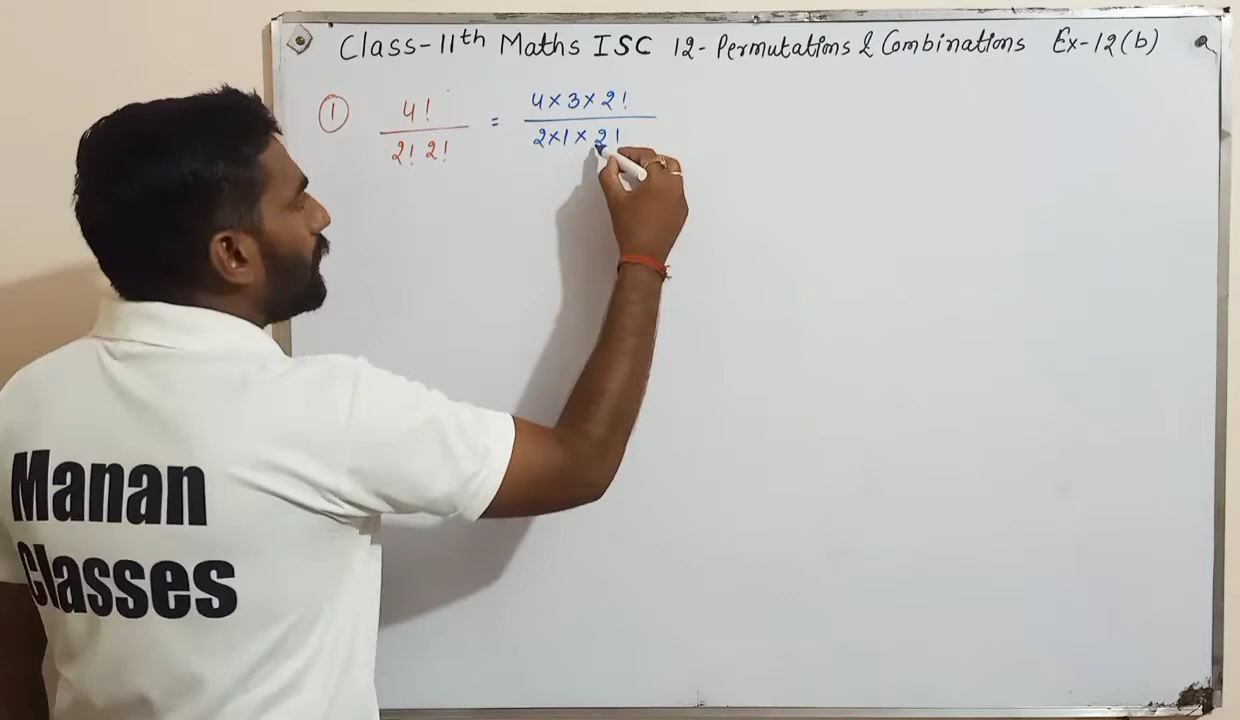 Class-11th Maths ISC 12- Permutations & Combinations Ex-12(b)
① 4! / 2! 2! = 4×3×2! / 2×1×2!
Manan
Classes